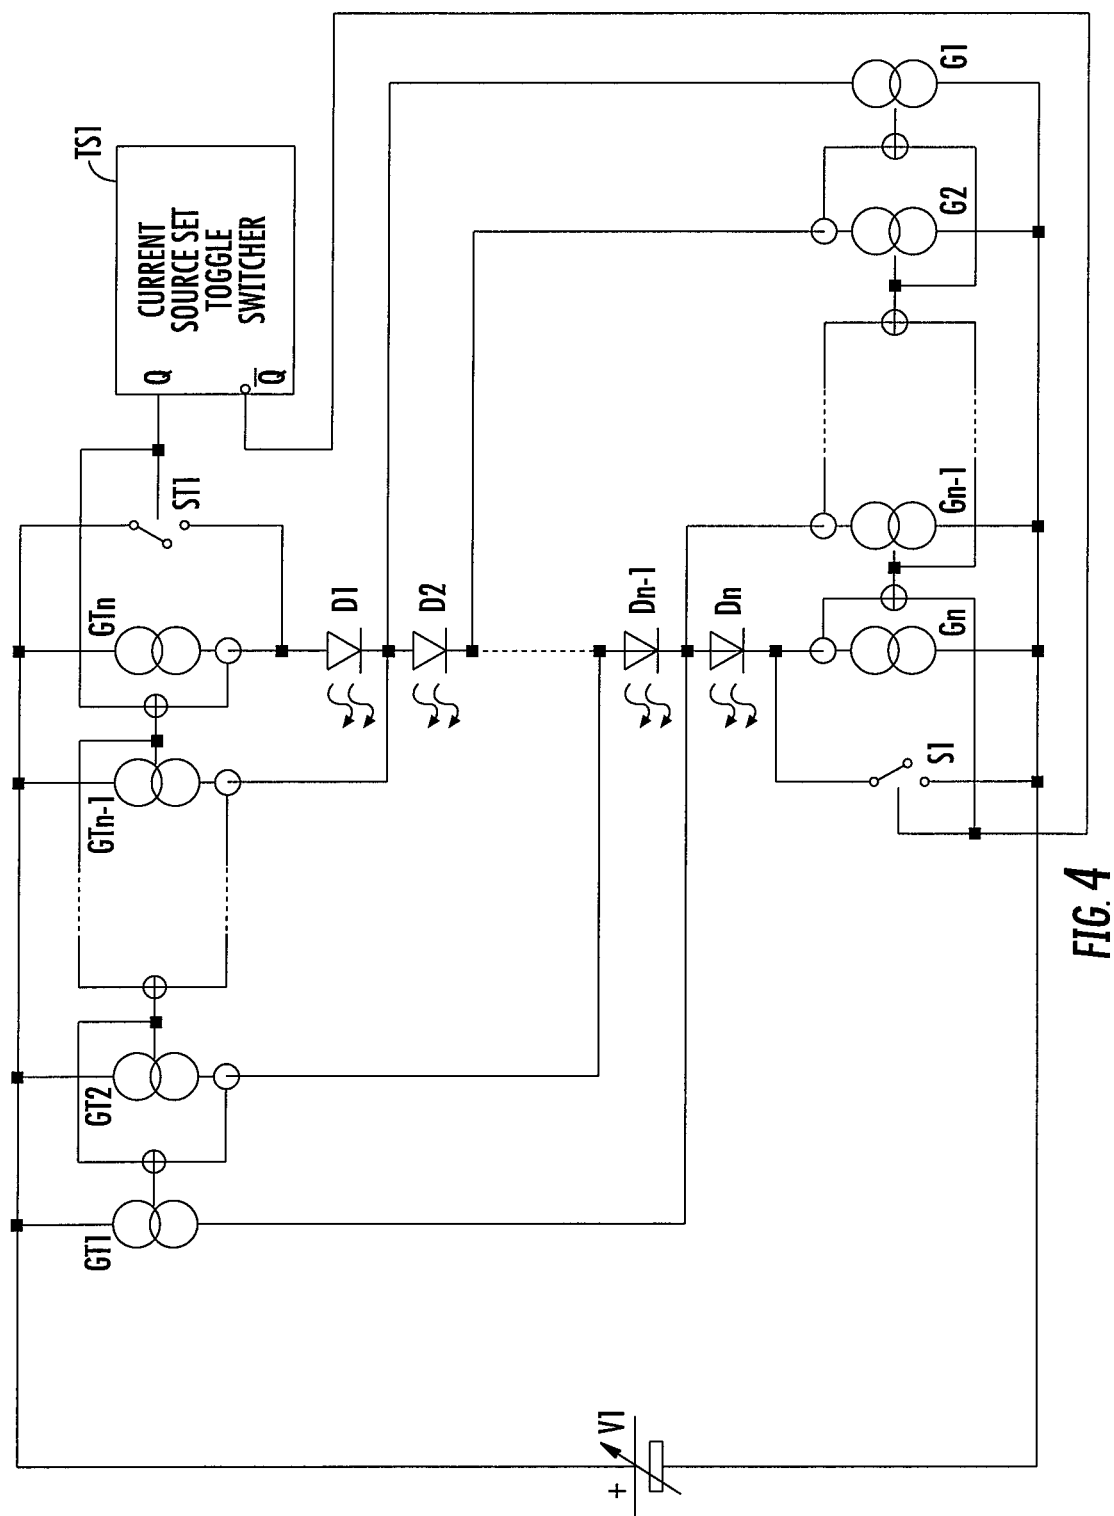 TS1
CURRENT
SOURCE SET
TOGGLE
SWITCHER
Q
Q̅
ST1
GTn
GTn-1
GT2
GT1
D1
D2
Dn-1
Dn
G1
G2
Gn-1
Gn
S1
V1
+
FIG. 4